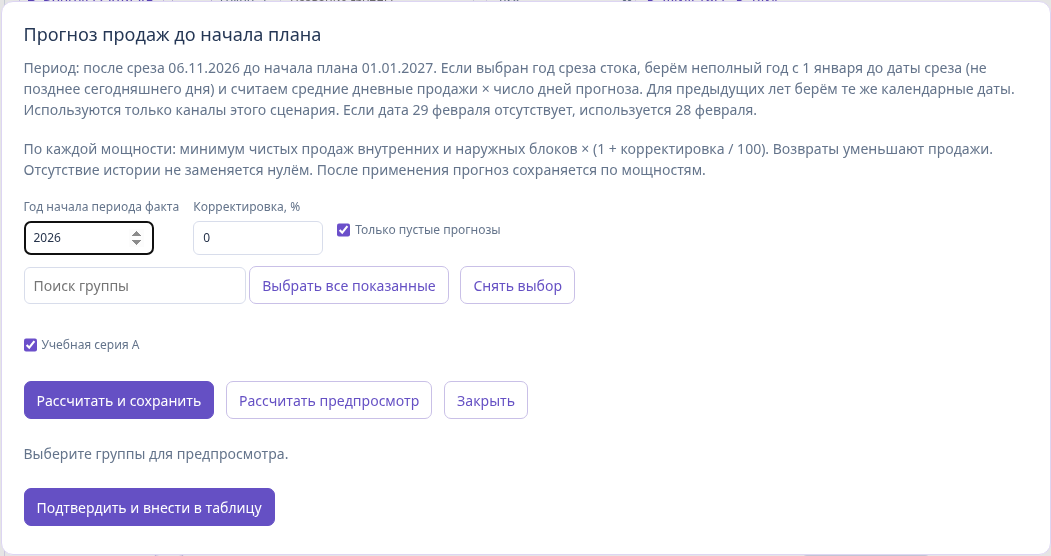 Прогноз продаж до начала плана
Период: после среза 06.11.2026 до начала плана 01.01.2027. Если выбран год среза стока, берём неполный год с 1 января до даты среза (не
позднее сегодняшнего дня) и считаем средние дневные продажи × число дней прогноза. Для предыдущих лет берём те же календарные даты.
Используются только каналы этого сценария. Если дата 29 февраля отсутствует, используется 28 февраля.
По каждой мощности: минимум чистых продаж внутренних и наружных блоков × (1 + корректировка / 100). Возвраты уменьшают продажи.
Отсутствие истории не заменяется нулём. После применения прогноз сохраняется по мощностям.
Год начала периода факта Корректировка, %
2026 0 Только пустые прогнозы
Поиск группы Выбрать все показанные Снять выбор
Учебная серия А
Рассчитать и сохранить Рассчитать предпросмотр Закрыть
Выберите группы для предпросмотра.
Подтвердить и внести в таблицу